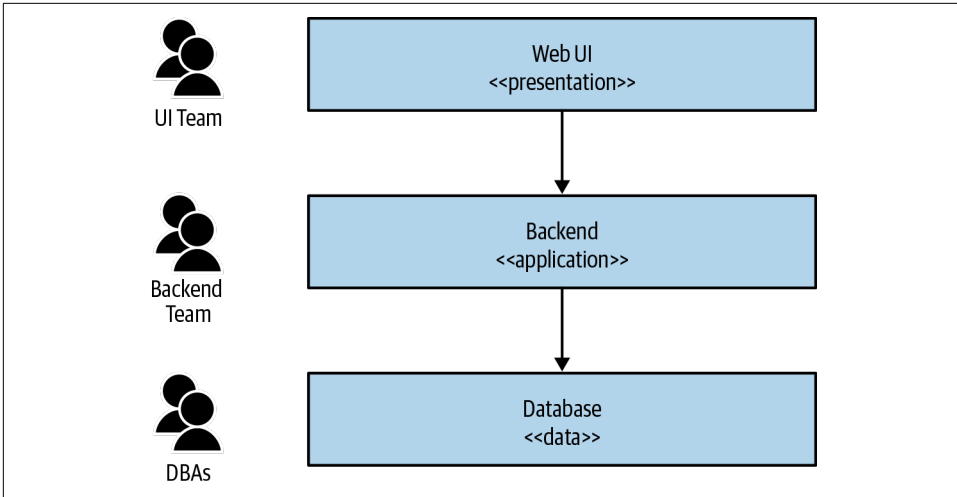 Web UI
<<presentation>>
UI Team
Backend
<<application>>
Backend
Team
Database
<<data>>
DBAs